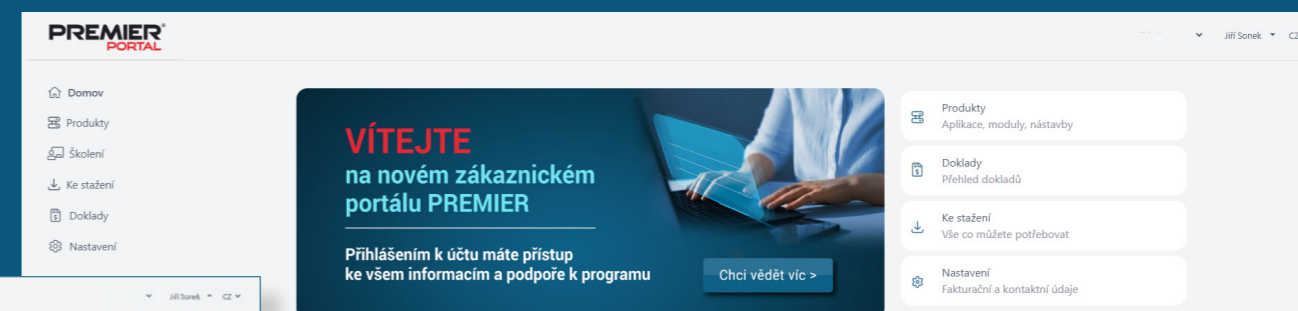 PREMIER®
PORTAL
Jiří Sonek CZ
Domov
Produkty
Školení
Ke stažení
Doklady
Nastavení
VÍTEJTE
na novém zákaznickém
portálu PREMIER
Přihlášením k účtu máte přístup
ke všem informacím a podpoře k programu
Chci vědět víc >
Produkty
Aplikace, moduly, nástavby
Doklady
Přehled dokladů
Ke stažení
Vše co můžete potřebovat
Nastavení
Fakturační a kontaktní údaje
Jiří Sonek CZ